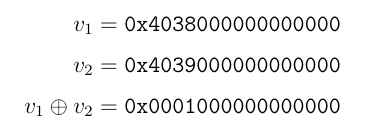 v₁ = 0x4038000000000000
v₂ = 0x4039000000000000
v₁ ⊕ v₂ = 0x0001000000000000